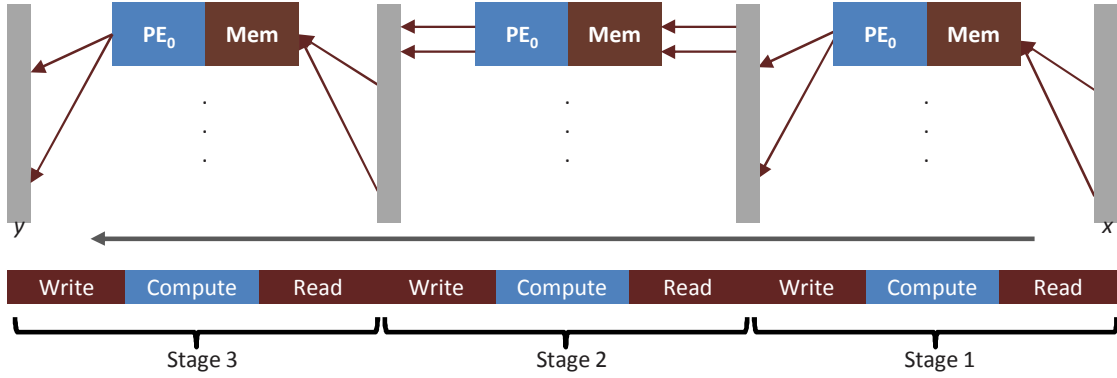 PE0 Mem PE0 Mem PE0 Mem
y x
Write Compute Read Write Compute Read Write Compute Read
Stage 3 Stage 2 Stage 1